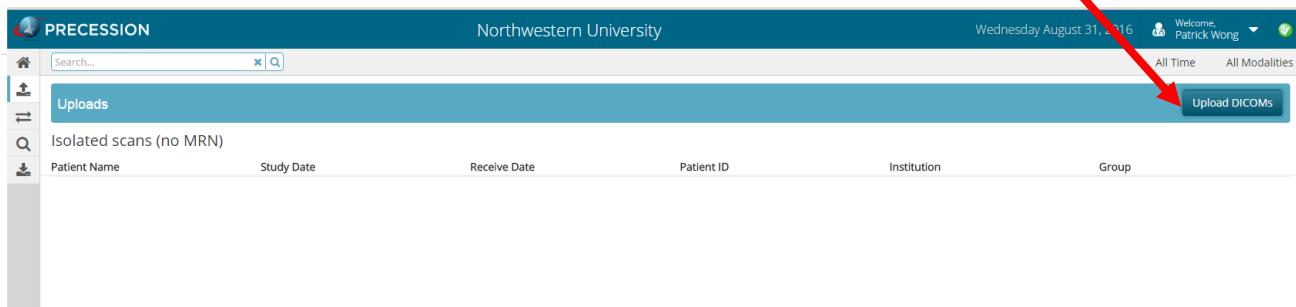 PRECESSION Northwestern University Wednesday August 31, 2016 Welcome,
Patrick Wong
Search... All Time All Modalities
Uploads Upload DICOMs
Isolated scans (no MRN)
Patient Name Study Date Receive Date Patient ID Institution Group